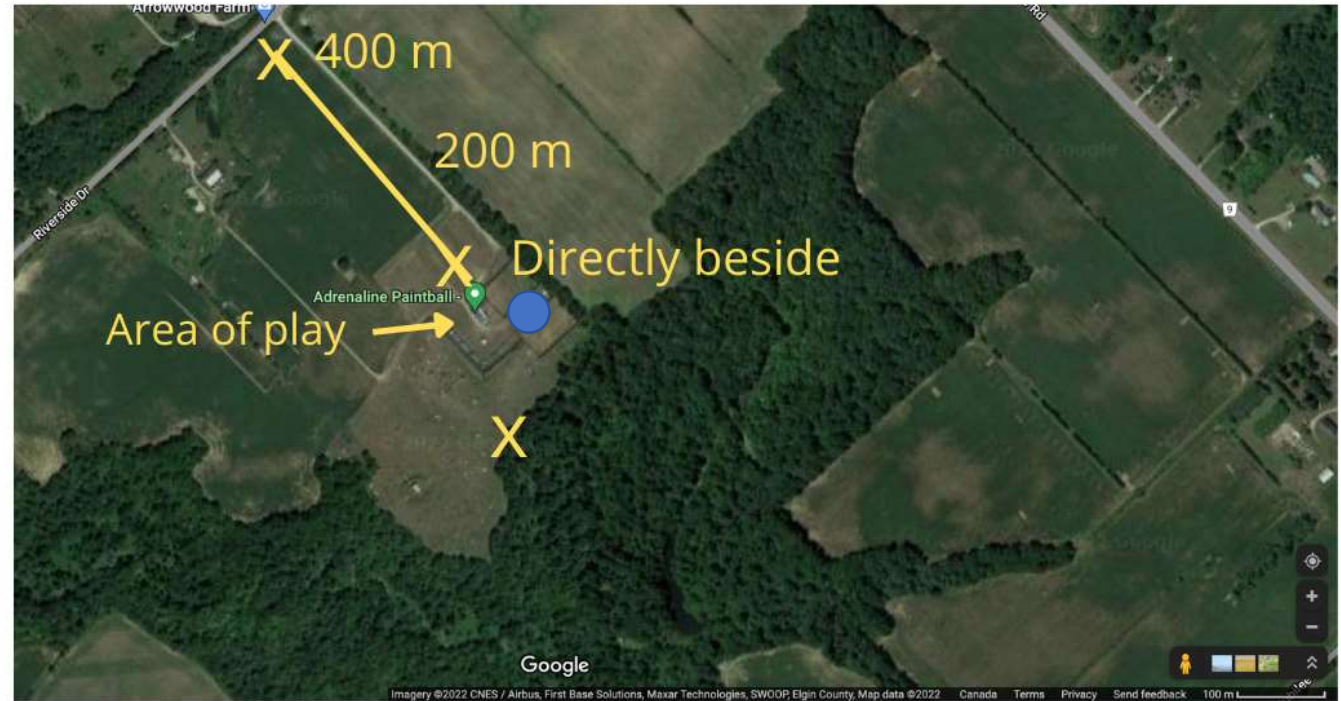 Arrowwood Farm
X 400 m
200 m
Riverside Dr
Rd
9
X Directly beside
Adrenaline Paintball -
Area of play
X
Google
Imagery ©2022 CNES / Airbus, First Base Solutions, Maxar Technologies, SWOOP, Elgin County, Map data ©2022 Canada Terms Privacy Send feedback 100 m